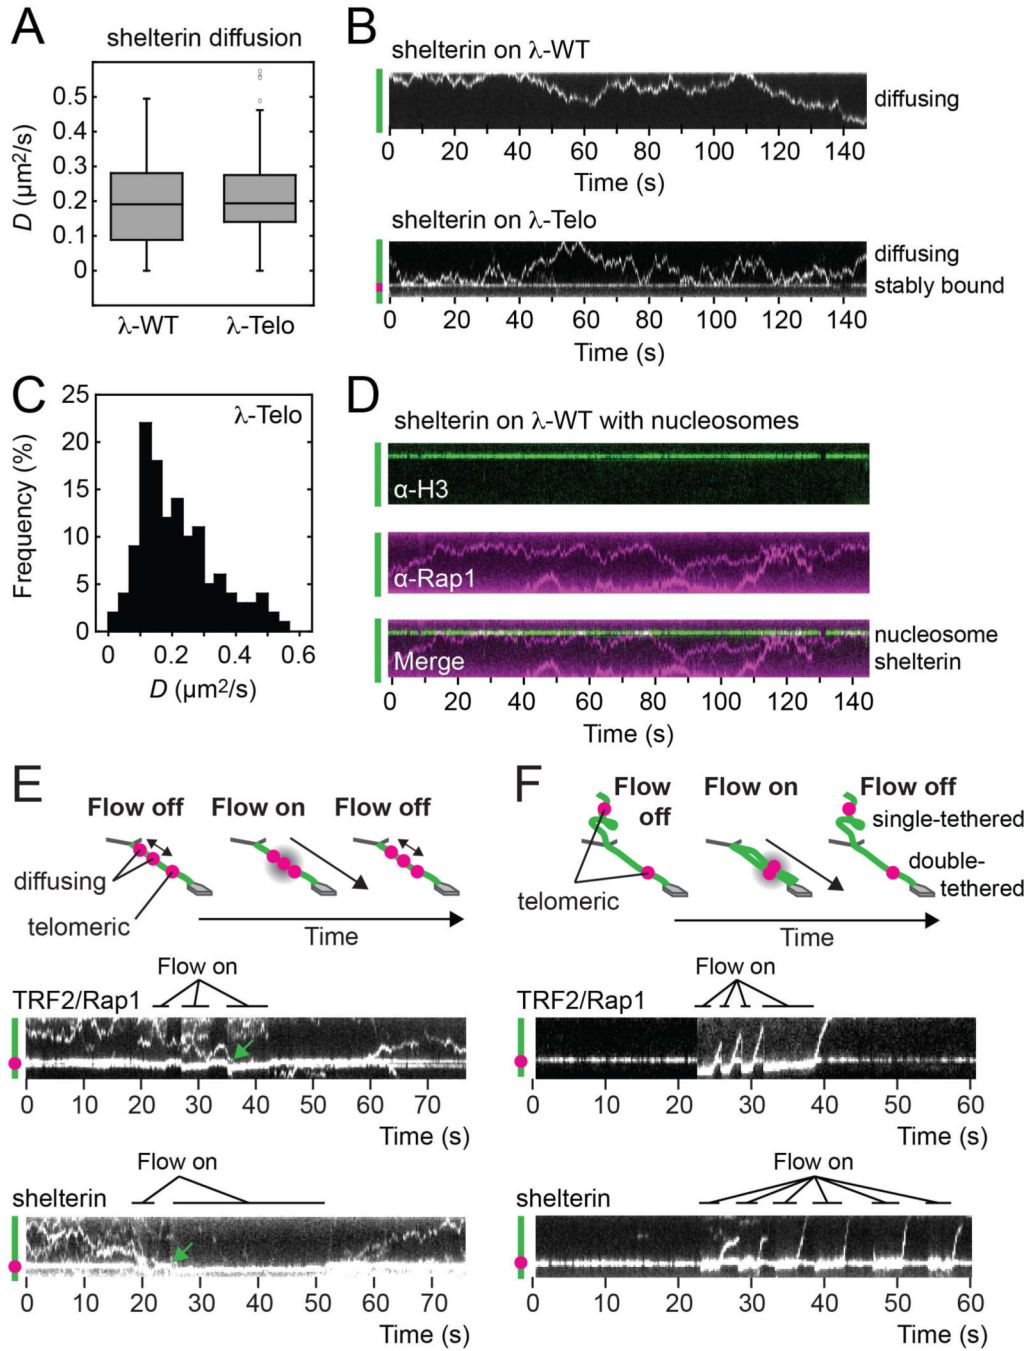 A
shelterin diffusion
0.5
0.4
0.3
0.2
0.1
0
D (µm²/s)
λ-WT λ-Telo
B
shelterin on λ-WT
diffusing
0 20 40 60 80 100 120 140
Time (s)
shelterin on λ-Telo
diffusing
stably bound
0 20 40 60 80 100 120 140
Time (s)
C
λ-Telo
25
20
15
10
5
0
Frequency (%)
0 0.2 0.4 0.6
D (µm²/s)
D
shelterin on λ-WT with nucleosomes
α-H3
α-Rap1
Merge
nucleosome
shelterin
0 20 40 60 80 100 120 140
Time (s)
E
Flow off Flow on Flow off
diffusing
telomeric
Time
Flow on
TRF2/Rap1
0 10 20 30 40 50 60 70
Time (s)
Flow on
shelterin
0 10 20 30 40 50 60 70
Time (s)
F
Flow off
Flow on
Flow off
single-tethered
double-
tethered
telomeric
Time
Flow on
TRF2/Rap1
0 10 20 30 40 50 60
Time (s)
Flow on
shelterin
0 10 20 30 40 50 60
Time (s)